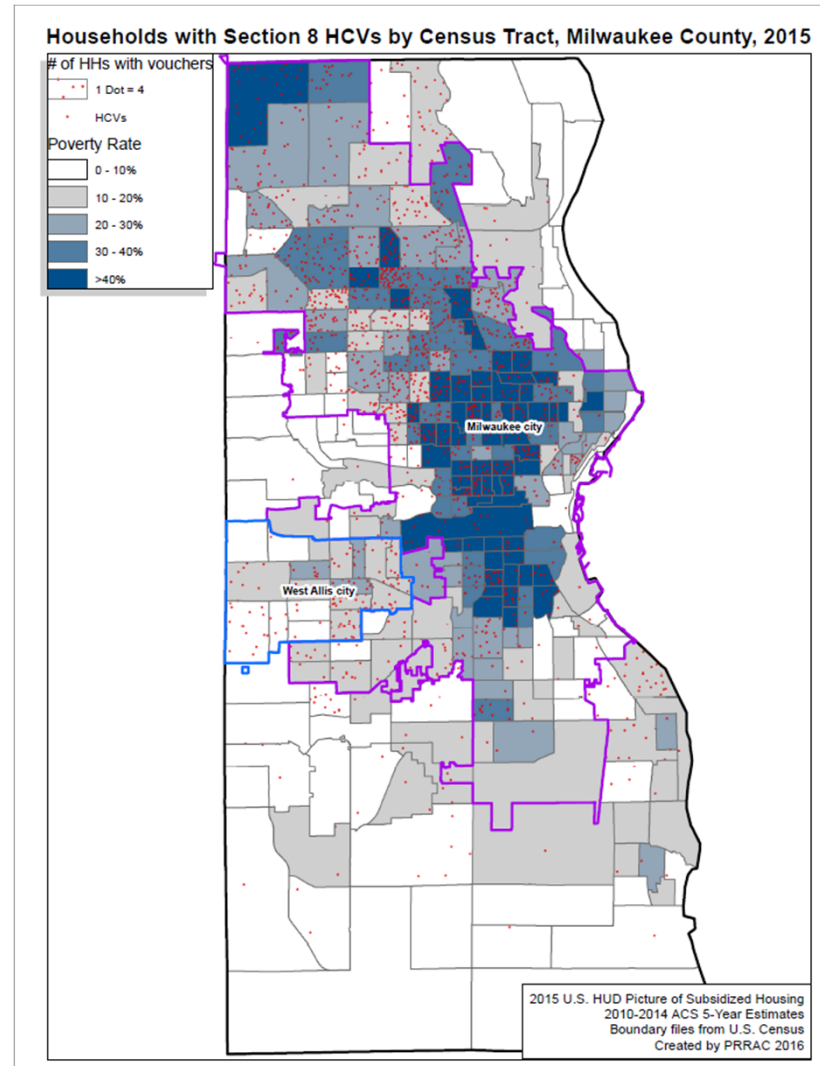 Households with Section 8 HCVs by Census Tract, Milwaukee County, 2015
# of HHs with vouchers
1 Dot = 4
HCVs
Poverty Rate
0 - 10%
10 - 20%
20 - 30%
30 - 40%
>40%
Milwaukee city
West Allis city
2015 U.S. HUD Picture of Subsidized Housing
2010-2014 ACS 5-Year Estimates
Boundary files from U.S. Census
Created by PRRAC 2016